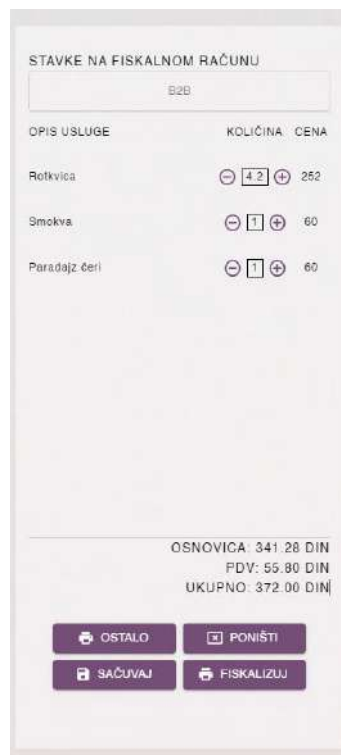 STAVKE NA FISKALNOM RAČUNU
B2B
OPIS USLUGE KOLIČINA CENA
Rotkvica 4.2 252
Smokva 1 60
Paradajz čeri 1 60
OSNOVICA: 341.28 DIN
PDV: 55.80 DIN
UKUPNO: 372.00 DIN
OSTALO PONIŠTI
SAČUVAJ FISKALIZUJ